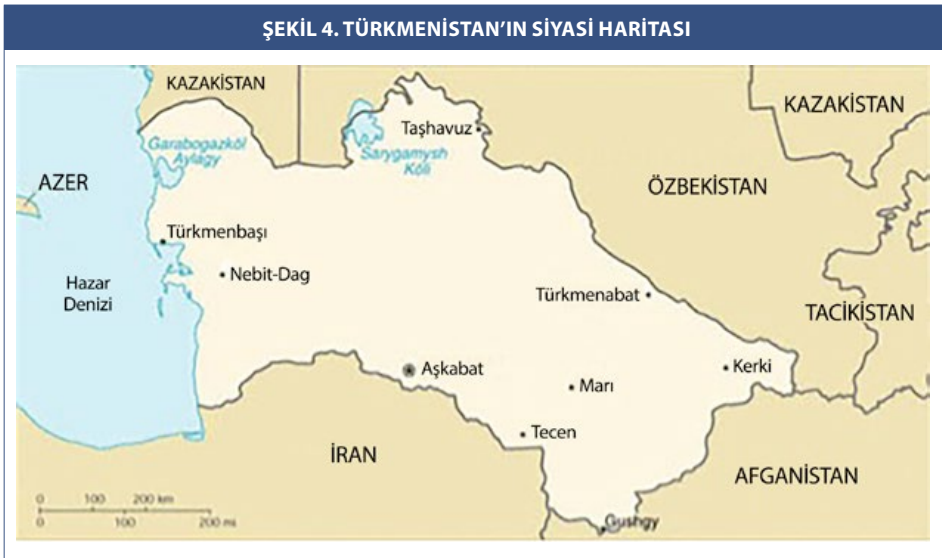 ŞEKİL 4. TÜRKMENİSTAN’IN SİYASİ HARİTASI
KAZAKİSTAN
KAZAKİSTAN
Taşhavuz
Garabogazköl
Aylagy
Sarygamysh
Köli
AZER
ÖZBEKİSTAN
Türkmenbaşı
Nebit-Dag
Hazar
Denizi
Türkmenabat
TACİKİSTAN
Aşkabat
Kerki
Marı
Tecen
İRAN
AFGANİSTAN
0 100 200 km
0 100 200 mi
Gushgy